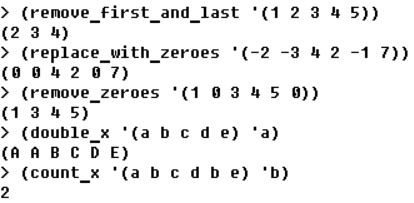 > (remove_first_and_last '(1 2 3 4 5))
(2 3 4)
> (replace_with_zeroes '(-2 -3 4 2 -1 7))
(0 0 4 2 0 7)
> (remove_zeroes '(1 0 3 4 5 0))
(1 3 4 5)
> (double_x '(a b c d e) 'a)
(A A B C D E)
> (count_x '(a b c d b e) 'b)
2